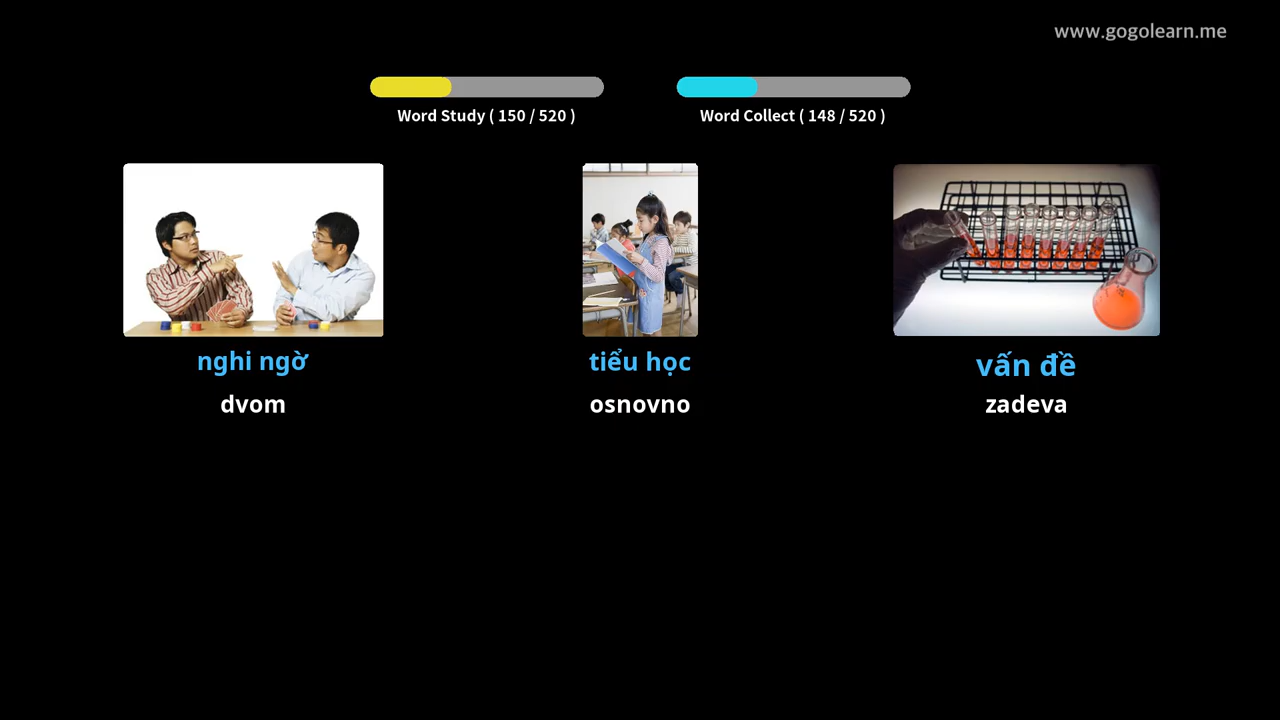 www.gogolearn.me
Word Study ( 150 / 520 )
Word Collect ( 148 / 520 )
nghi ngờ
dvom
tiểu học
osnovno
vấn đề
zadeva